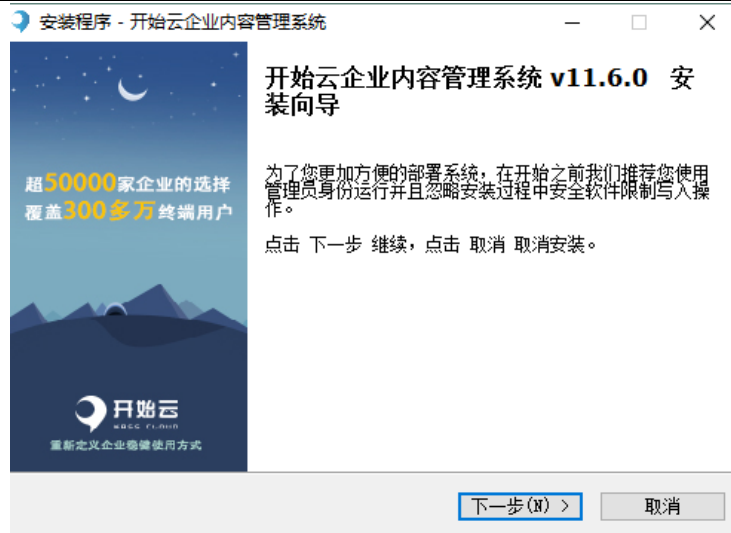 安装程序 - 开始云企业内容管理系统
超50000家企业的选择
覆盖300多万终端用户
开始云
重新定义企业稳健使用方式
开始云企业内容管理系统 v11.6.0 安
装向导
为了您更加方便的部署系统，在开始之前我们推荐您使用
管理员身份运行并且忽略安装过程中安全软件限制写入操
作。
点击 下一步 继续，点击 取消 取消安装。
下一步(N) >
取消